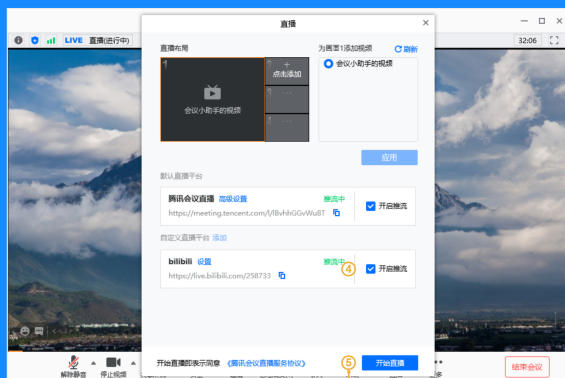 直播
LIVE 直播(进行中)
32:06
直播布局
为画面1添加视频
刷新
会议小助手的视频
点击添加
会议小助手的视频
应用
默认直播平台
腾讯会议直播 高级设置
推流中
开启推流
https://meeting.tencent.com/l/lBvhhGGvWuBT
自定义直播平台 添加
bilibili 设置
推流中
④
开启推流
https://live.bilibili.com/258733
开始直播即表示同意 《腾讯会议直播服务协议》
⑤
开始直播
解除静音
停止视频
结束会议